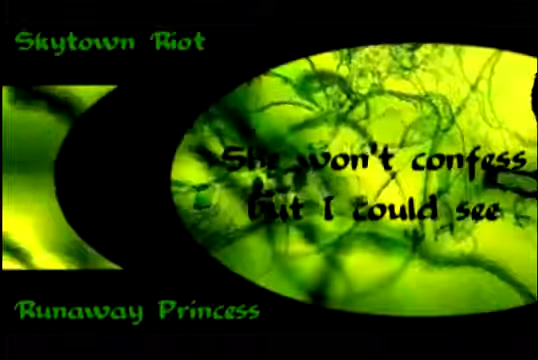 Skytown Riot
She won't confess
but I could see
Runaway Princess